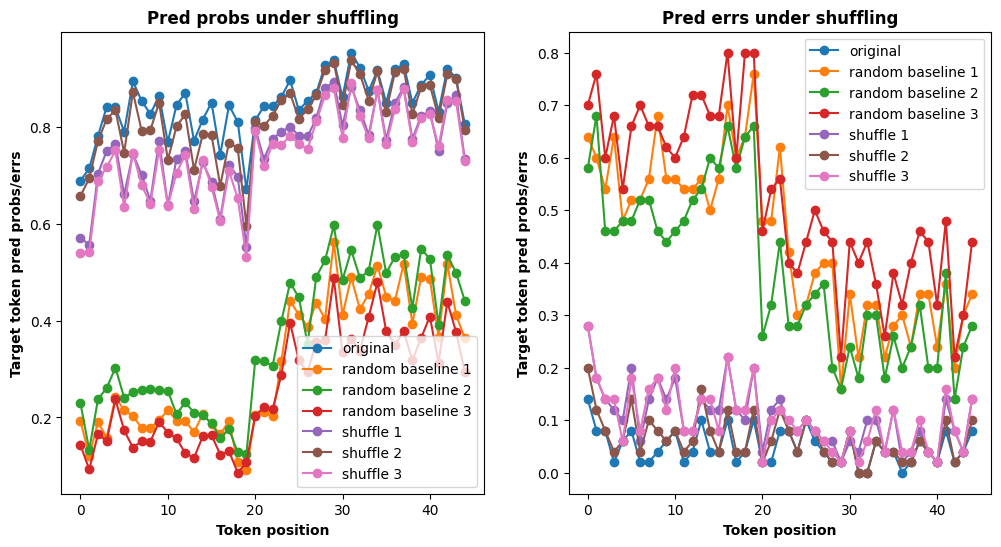 Pred probs under shuffling
Target token pred probs/errs
0.8
0.6
0.4
0.2
original
random baseline 1
random baseline 2
random baseline 3
shuffle 1
shuffle 2
shuffle 3
0 10 20 30 40
Token position
Pred errs under shuffling
Target token pred probs/errs
0.8
0.7
0.6
0.5
0.4
0.3
0.2
0.1
0.0
original
random baseline 1
random baseline 2
random baseline 3
shuffle 1
shuffle 2
shuffle 3
0 10 20 30 40
Token position